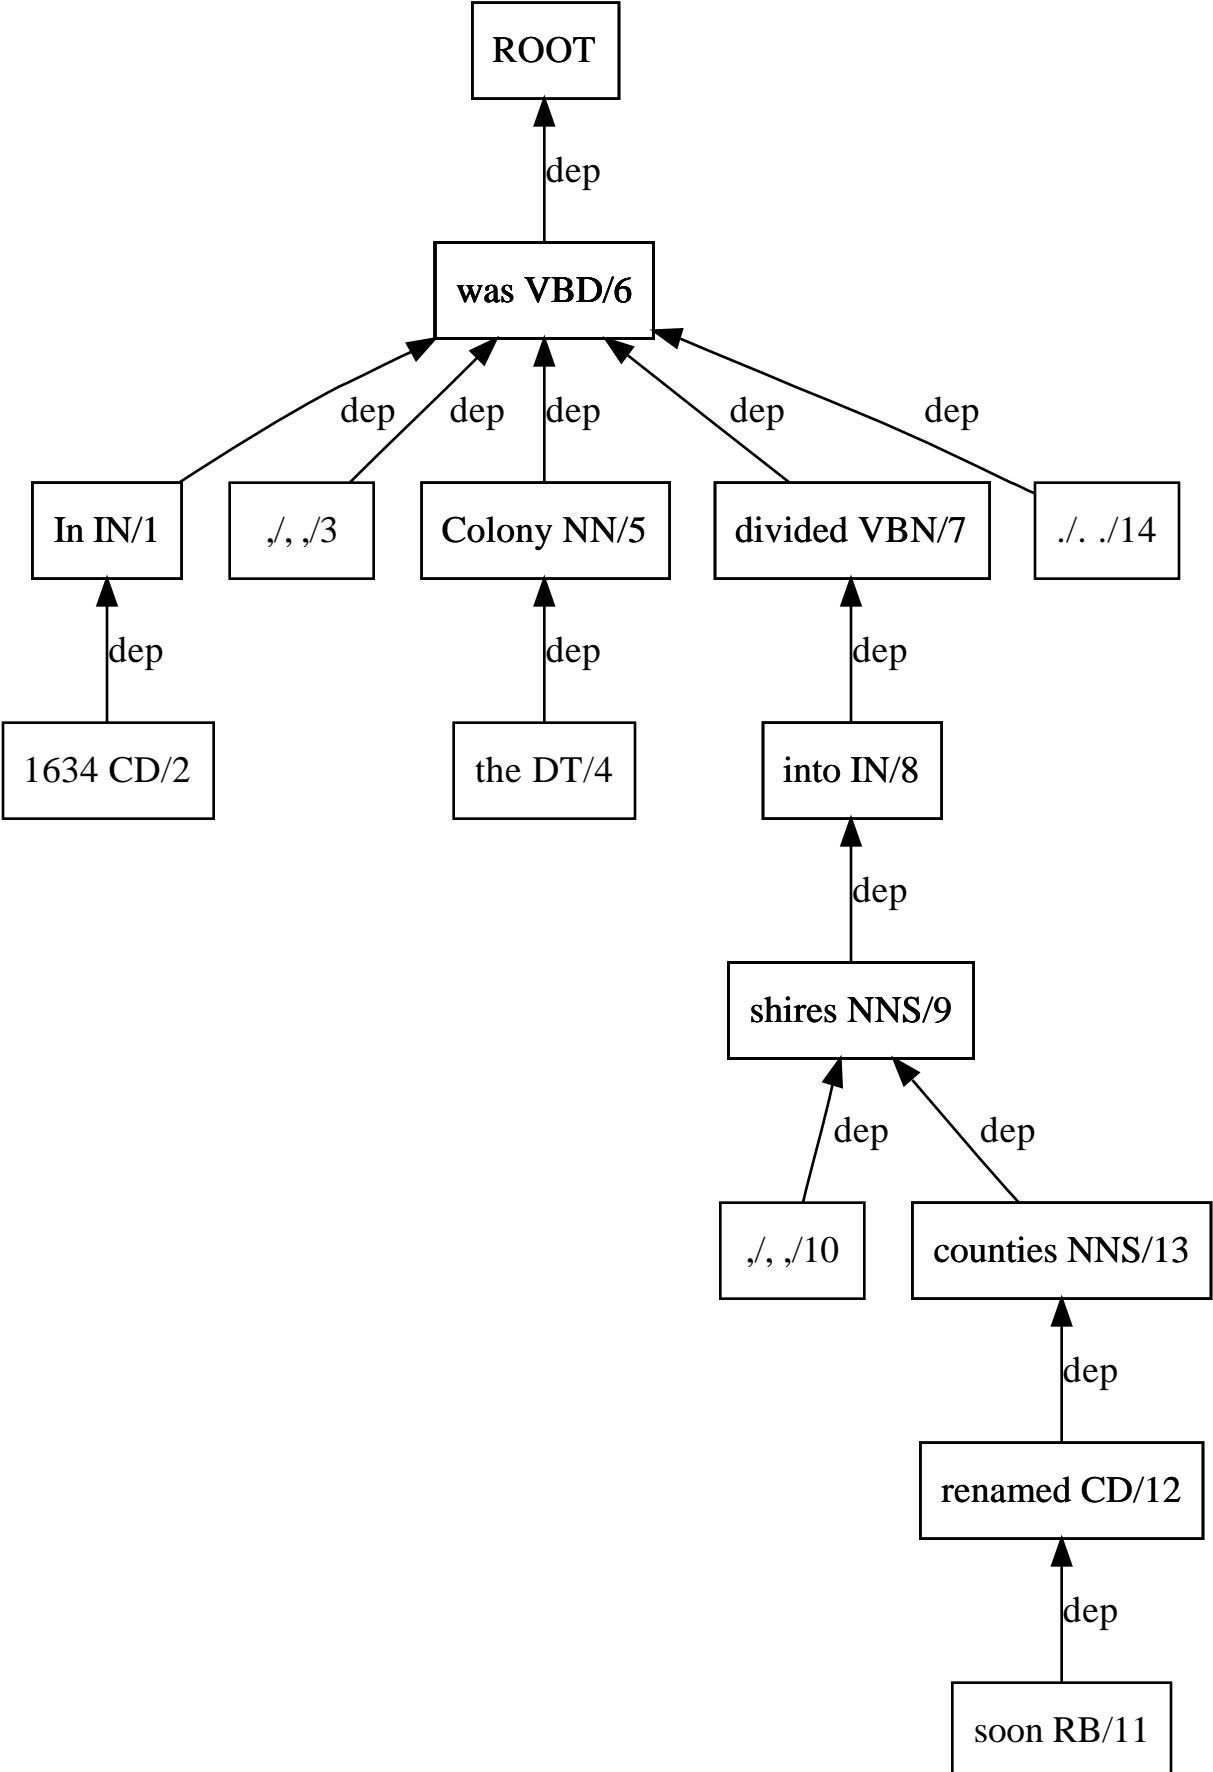 ROOT
dep
was VBD/6
dep dep dep dep dep
In IN/1 ,/, ,/3 Colony NN/5 divided VBN/7 ./. ./14
dep dep dep
1634 CD/2 the DT/4 into IN/8
dep
shires NNS/9
dep dep
,/, ,/10 counties NNS/13
dep
renamed CD/12
dep
soon RB/11